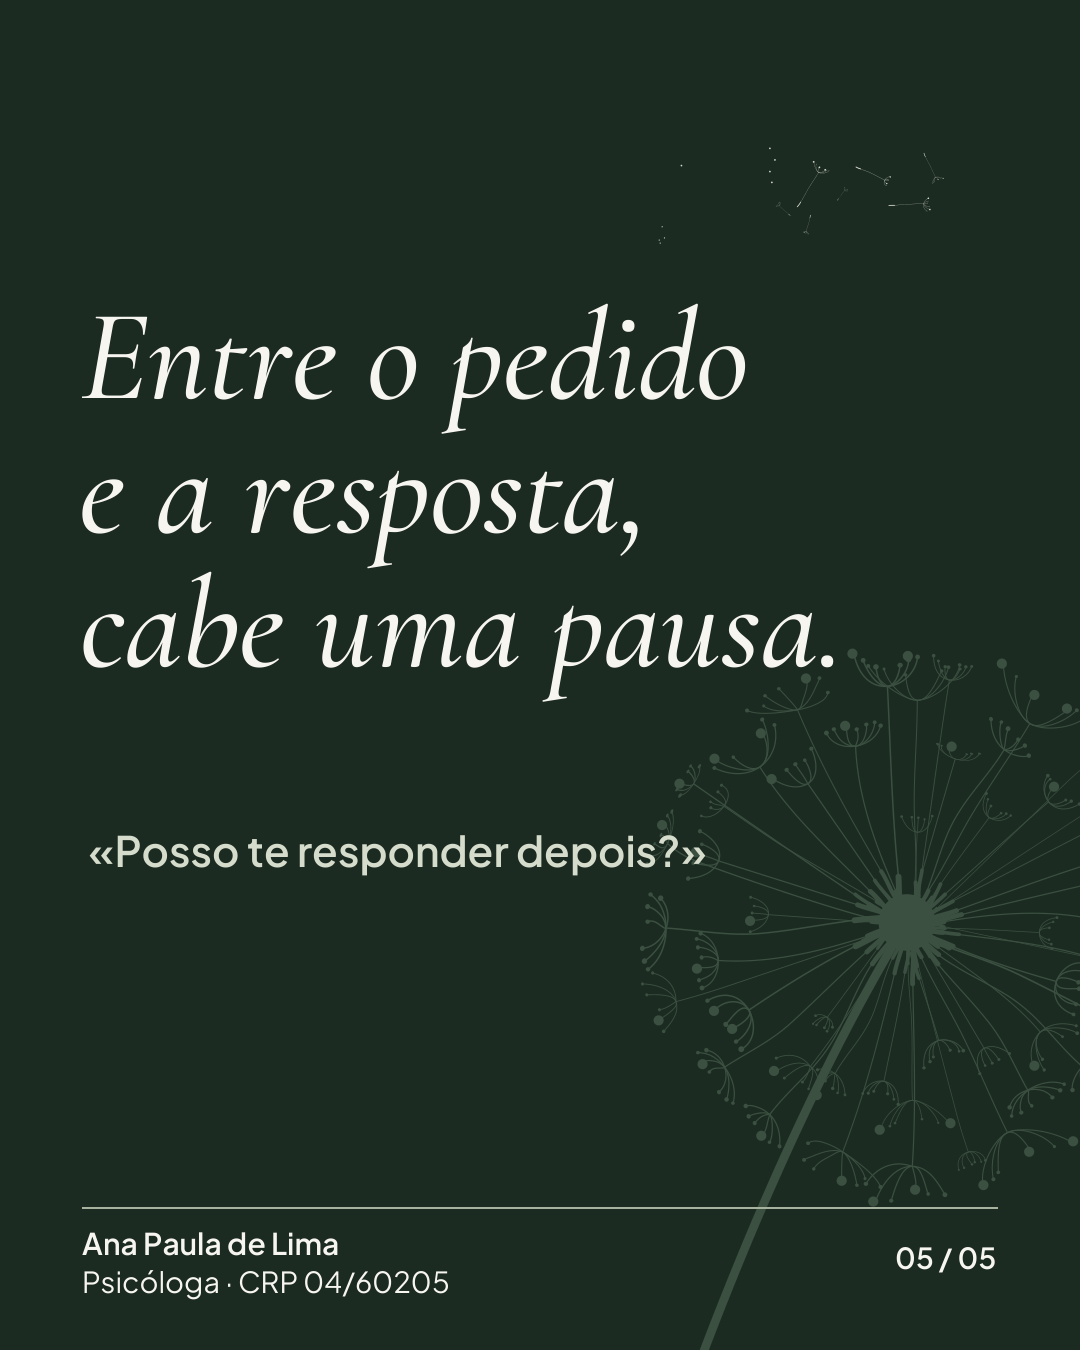 Entre o pedido
e a resposta,
cabe uma pausa.
«Posso te responder depois?»
Ana Paula de Lima
Psicóloga · CRP 04/60205
05 / 05